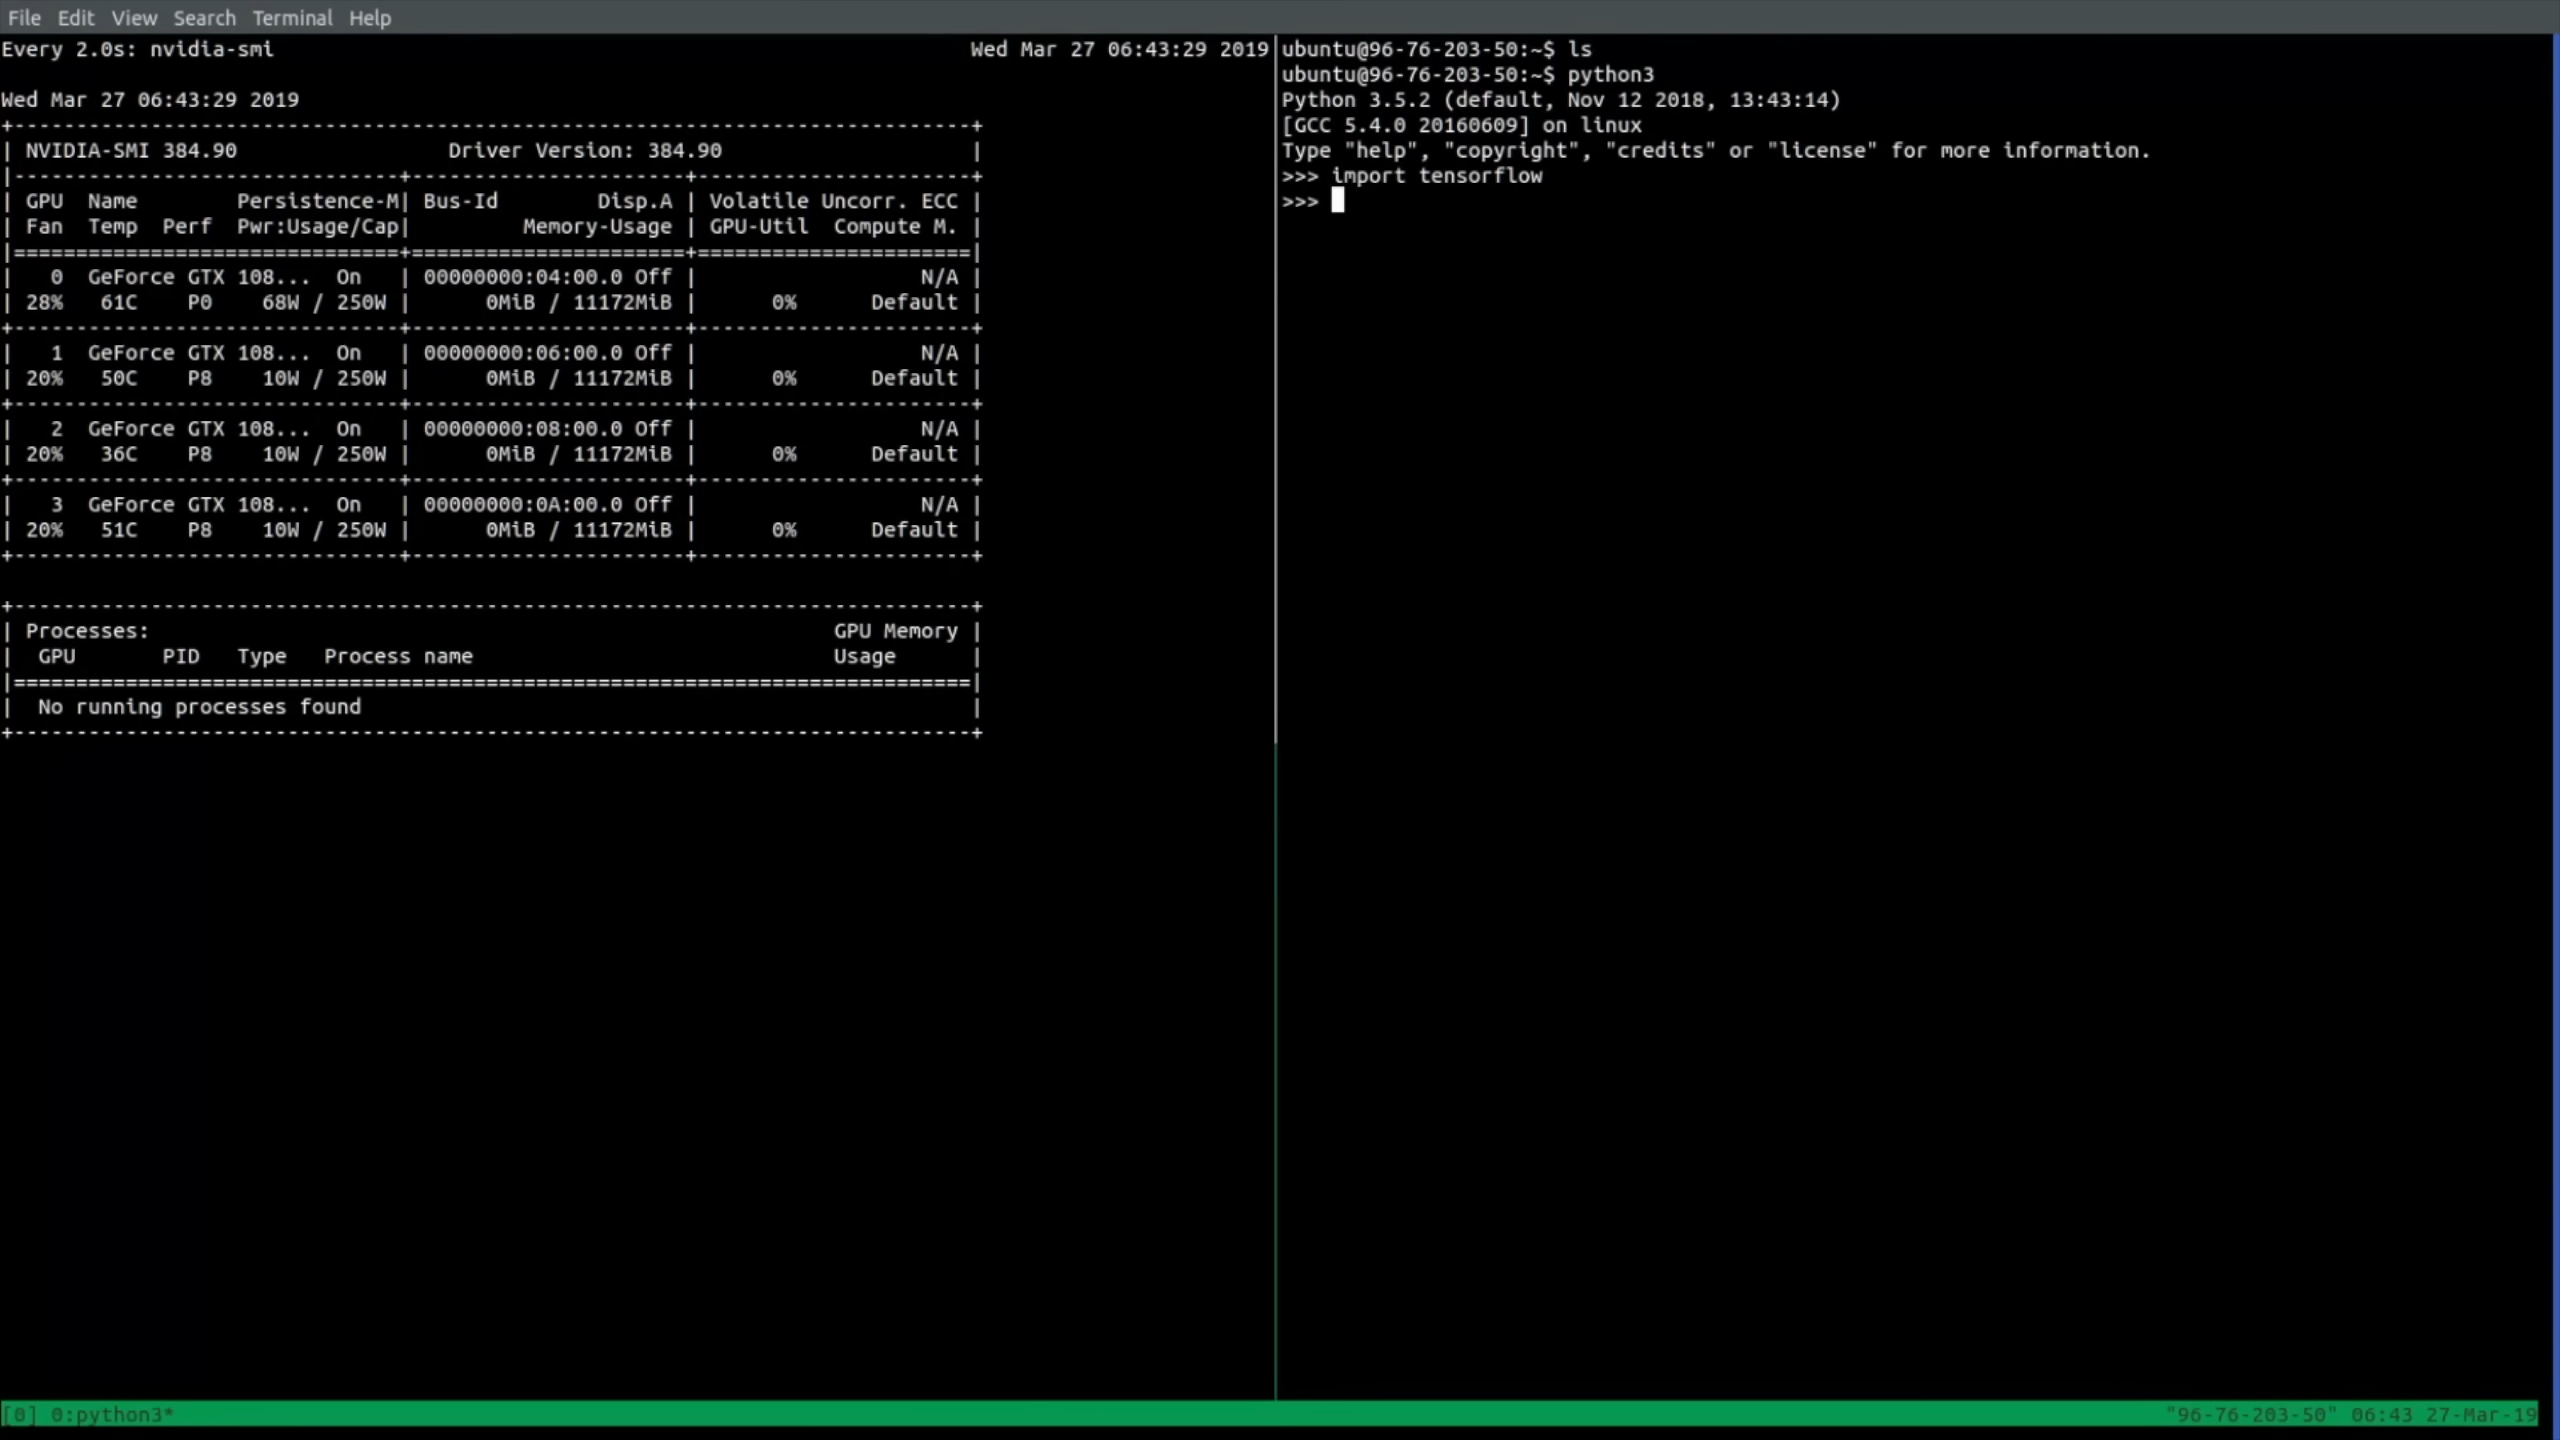 File Edit View Search Terminal Help
Every 2.0s: nvidia-smi                                                        Wed Mar 27 06:43:29 2019
Wed Mar 27 06:43:29 2019
+-----------------------------------------------------------------------------+
| NVIDIA-SMI 384.90                 Driver Version: 384.90                    |
|-------------------------------+----------------------+----------------------+
| GPU  Name        Persistence-M| Bus-Id        Disp.A | Volatile Uncorr. ECC |
| Fan  Temp  Perf  Pwr:Usage/Cap|         Memory-Usage | GPU-Util  Compute M. |
|===============================+======================+======================|
|   0  GeForce GTX 108...  On   | 00000000:04:00.0 Off |                  N/A |
| 28%   61C    P0    68W / 250W |      0MiB / 11172MiB |      0%      Default |
+-------------------------------+----------------------+----------------------+
|   1  GeForce GTX 108...  On   | 00000000:06:00.0 Off |                  N/A |
| 20%   50C    P8    10W / 250W |      0MiB / 11172MiB |      0%      Default |
+-------------------------------+----------------------+----------------------+
|   2  GeForce GTX 108...  On   | 00000000:08:00.0 Off |                  N/A |
| 20%   36C    P8    10W / 250W |      0MiB / 11172MiB |      0%      Default |
+-------------------------------+----------------------+----------------------+
|   3  GeForce GTX 108...  On   | 00000000:0A:00.0 Off |                  N/A |
| 20%   51C    P8    10W / 250W |      0MiB / 11172MiB |      0%      Default |
+-------------------------------+----------------------+----------------------+
+-----------------------------------------------------------------------------+
| Processes:                                                       GPU Memory |
|  GPU       PID   Type   Process name                             Usage      |
|=============================================================================|
|  No running processes found                                                 |
+-----------------------------------------------------------------------------+
ubuntu@96-76-203-50:~$ ls
ubuntu@96-76-203-50:~$ python3
Python 3.5.2 (default, Nov 12 2018, 13:43:14)
[GCC 5.4.0 20160609] on linux
Type "help", "copyright", "credits" or "license" for more information.
>>> import tensorflow
>>>
[0] 0:python3*                                                        "96-76-203-50" 06:43 27-Mar-19